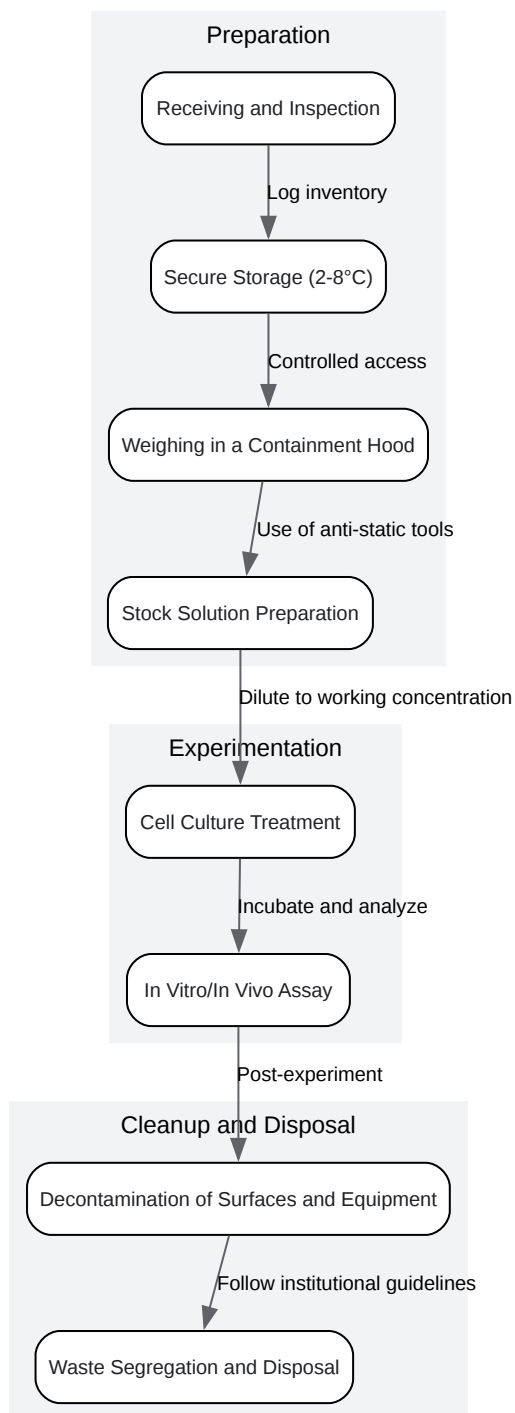 Preparation
Receiving and Inspection
Log inventory
Secure Storage (2-8°C)
Controlled access
Weighing in a Containment Hood
Use of anti-static tools
Stock Solution Preparation
Dilute to working concentration
Experimentation
Cell Culture Treatment
Incubate and analyze
In Vitro/In Vivo Assay
Post-experiment
Cleanup and Disposal
Decontamination of Surfaces and Equipment
Follow institutional guidelines
Waste Segregation and Disposal